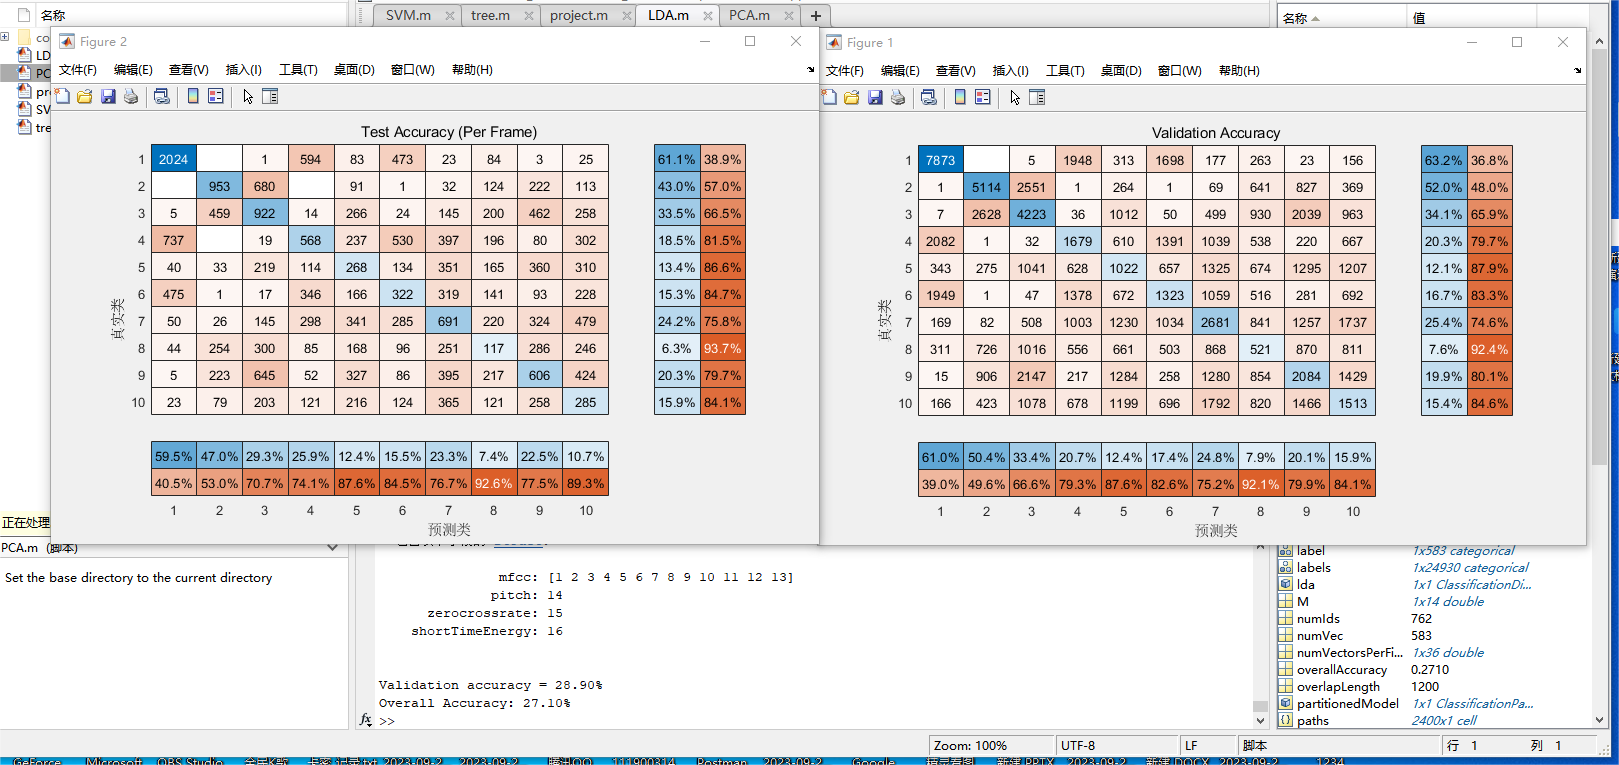 名称
SVM.m
tree.m
project.m
LDA.m
PCA.m
名称
值
Figure 2
文件(F) 编辑(E) 查看(V) 插入(I) 工具(T) 桌面(D) 窗口(W) 帮助(H)
Test Accuracy (Per Frame)
1 2024 1 594 83 473 23 84 3 25 61.1% 38.9%
2 953 680 91 1 32 124 222 113 43.0% 57.0%
3 5 459 922 14 266 24 145 200 462 258 33.5% 66.5%
4 737 19 568 237 530 397 196 80 302 18.5% 81.5%
5 40 33 219 114 268 134 351 165 360 310 13.4% 86.6%
6 475 1 17 346 166 322 319 141 93 228 15.3% 84.7%
7 50 26 145 298 341 285 691 220 324 479 24.2% 75.8%
8 44 254 300 85 168 96 251 117 286 246 6.3% 93.7%
9 5 223 645 52 327 86 395 217 606 424 20.3% 79.7%
10 23 79 203 121 216 124 365 121 258 285 15.9% 84.1%
真实类
59.5% 47.0% 29.3% 25.9% 12.4% 15.5% 23.3% 7.4% 22.5% 10.7%
40.5% 53.0% 70.7% 74.1% 87.6% 84.5% 76.7% 92.6% 77.5% 89.3%
1 2 3 4 5 6 7 8 9 10
预测类
Figure 1
文件(F) 编辑(E) 查看(V) 插入(I) 工具(T) 桌面(D) 窗口(W) 帮助(H)
Validation Accuracy
1 7873 5 1948 313 1698 177 263 23 156 63.2% 36.8%
2 1 5114 2551 1 264 1 69 641 827 369 52.0% 48.0%
3 7 2628 4223 36 1012 50 499 930 2039 963 34.1% 65.9%
4 2082 1 32 1679 610 1391 1039 538 220 667 20.3% 79.7%
5 343 275 1041 628 1022 657 1325 674 1295 1207 12.1% 87.9%
6 1949 1 47 1378 672 1323 1059 516 281 692 16.7% 83.3%
7 169 82 508 1003 1230 1034 2681 841 1257 1737 25.4% 74.6%
8 311 726 1016 556 661 503 868 521 870 811 7.6% 92.4%
9 15 906 2147 217 1284 258 1280 854 2084 1429 19.9% 80.1%
10 166 423 1078 678 1199 696 1792 820 1466 1513 15.4% 84.6%
真实类
61.0% 50.4% 33.4% 20.7% 12.4% 17.4% 24.8% 7.9% 20.1% 15.9%
39.0% 49.6% 66.6% 79.3% 87.6% 82.6% 75.2% 92.1% 79.9% 84.1%
1 2 3 4 5 6 7 8 9 10
预测类
co
LD
PC
pr
SV
tre
正在处理
PCA.m (脚本)
Set the base directory to the current directory
mfcc: [1 2 3 4 5 6 7 8 9 10 11 12 13]
pitch: 14
zerocrossrate: 15
shortTimeEnergy: 16
Validation accuracy = 28.90%
Overall Accuracy: 27.10%
fx >>
label 1x583 categorical
labels 1x24930 categorical
lda 1x1 ClassificationDi...
M 1x14 double
numIds 762
numVec 583
numVectorsPerFi... 1x36 double
overallAccuracy 0.2710
overlapLength 1200
partitionedModel 1x1 ClassificationPa...
paths 2400x1 cell
Zoom: 100% UTF-8 LF 脚本 行 1 列 1